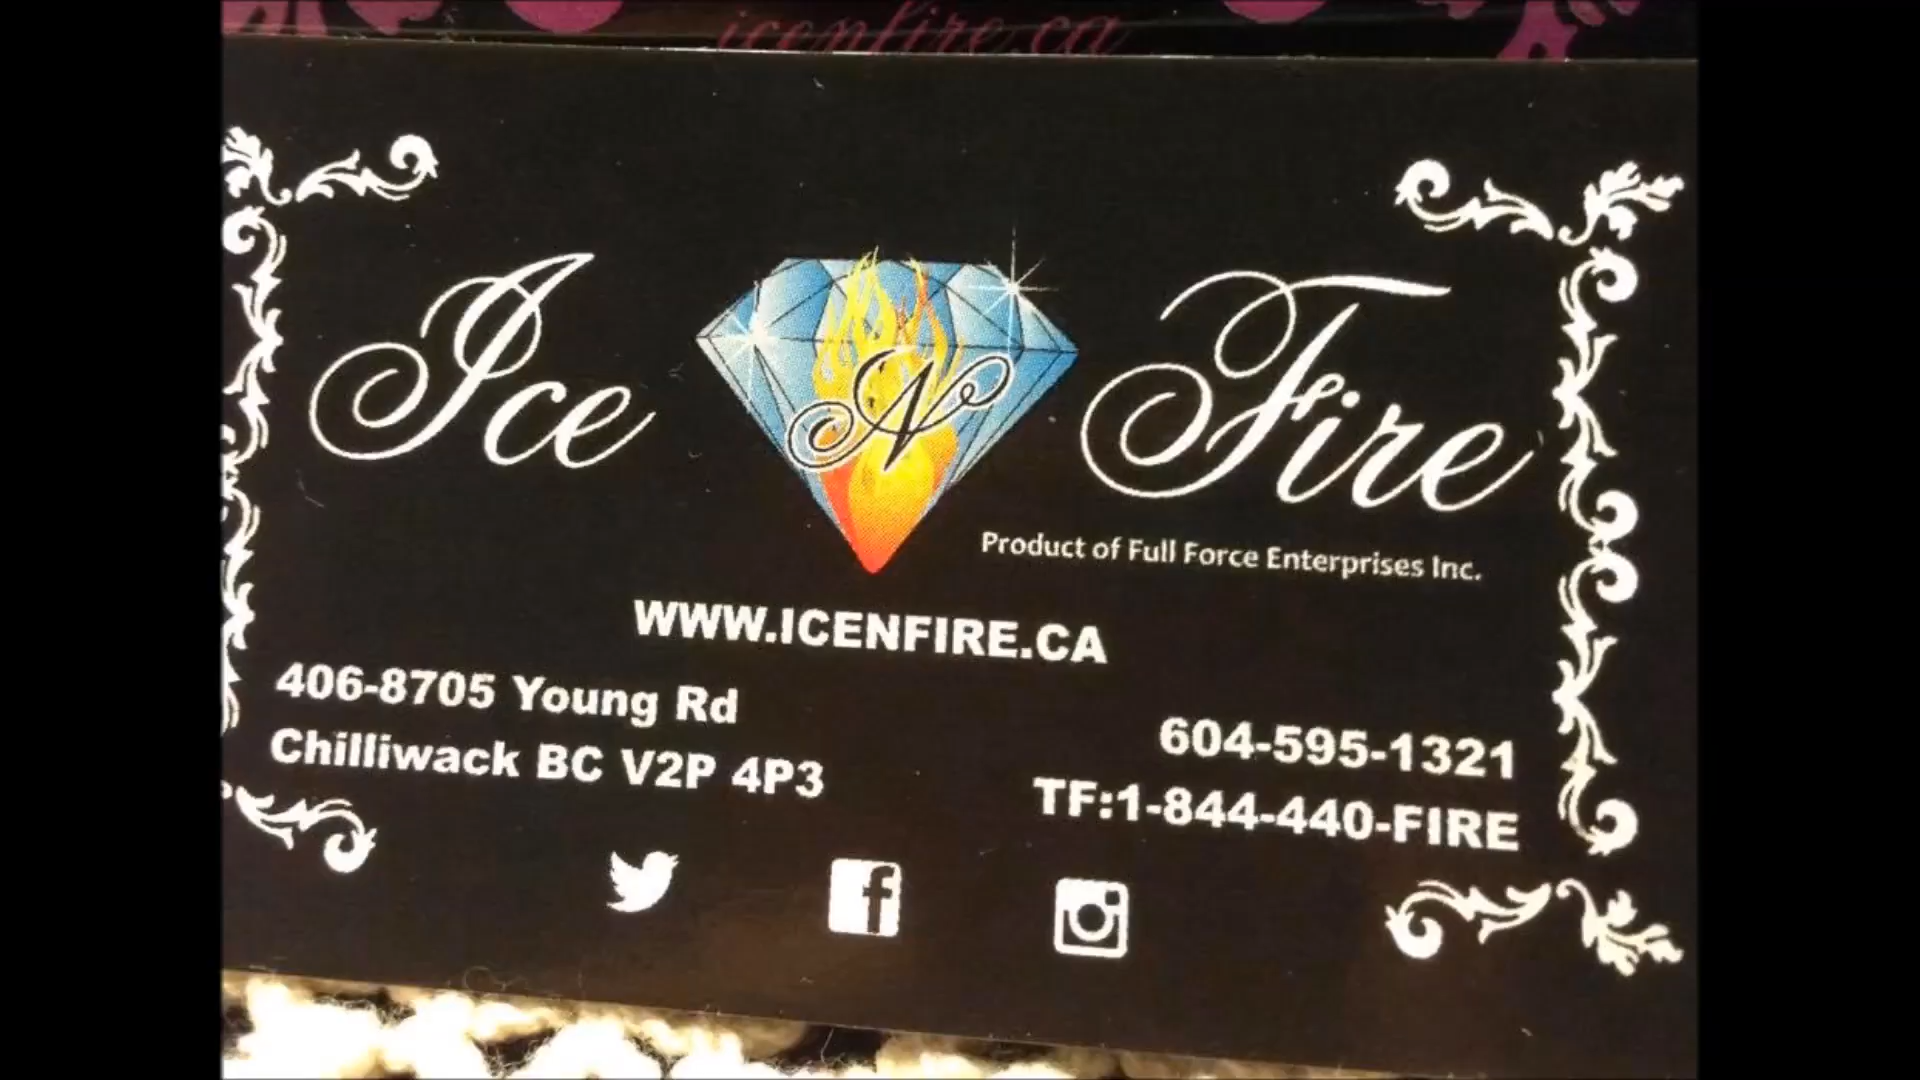 icenfire.ca
Ice N Fire
Product of Full Force Enterprises Inc.
WWW.ICENFIRE.CA
406-8705 Young Rd
Chilliwack BC V2P 4P3
604-595-1321
TF:1-844-440-FIRE